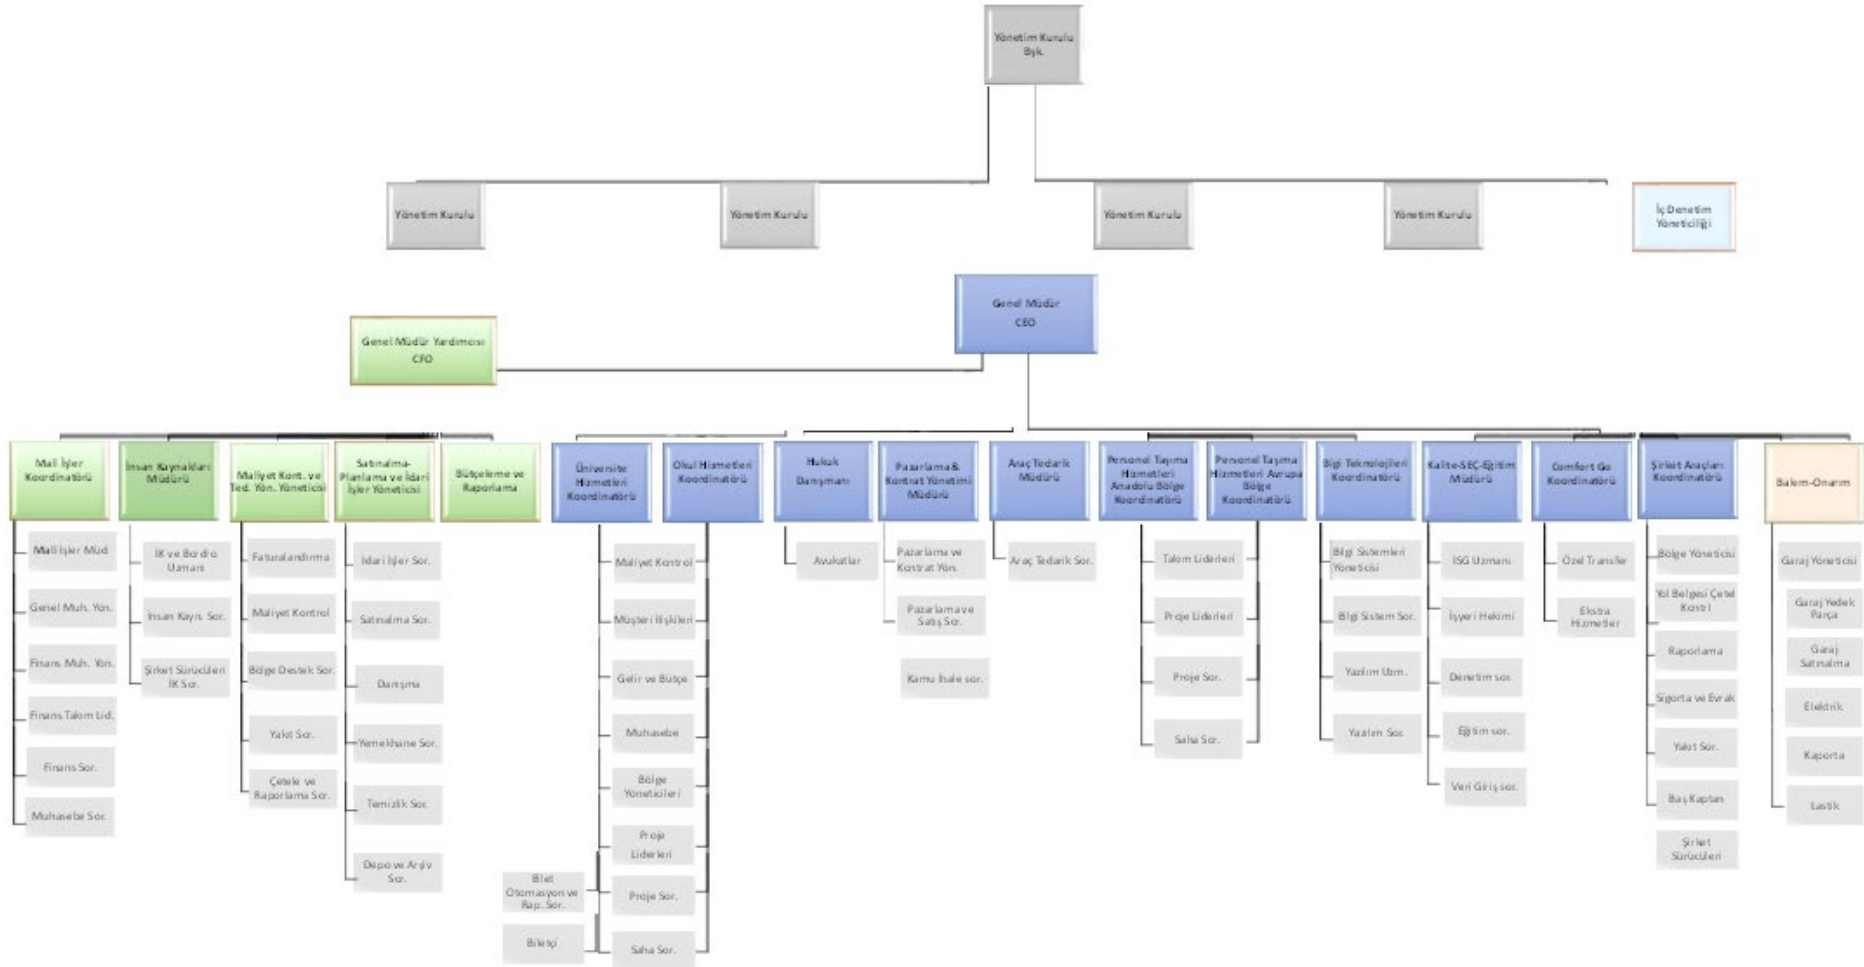 Yönetim Kurulu
Byk.
Yönetim Kurulu
Yönetim Kurulu
Yönetim Kurulu
Yönetim Kurulu
İç Denetim
Yöneticiliği
Genel Müdür
CEO
Genel Müdür Yardımcısı
CFO
Mali İşler
Koordinatörü
İnsan Kaynakları
Müdürü
Maliyet Kont. ve
Ted. Yön. Yöneticisi
Satınalma-
Planlama ve İdari
İşler Yöneticisi
Bütçeleme ve
Raporlama
Üniversite
Hizmetleri
Koordinatörü
Okul Hizmetleri
Koordinatörü
Hukuk
Danışmanı
Pazarlama &
Kontrat Yönetimi
Müdürü
Araç Tedarik
Müdürü
Personel Taşıma
Hizmetleri
Anadolu Bölge
Koordinatörü
Personel Taşıma
Hizmetleri Avrupa
Bölge
Koordinatörü
Bigi Teknolojileri
Koordinatörü
Kalite-SEÇ-Eğitim
Müdürü
Comfort Go
Koordinatörü
Şirket Araçları
Koordinatörü
Bakım-Onarım
Mali İşler Müd.
Genel Muh. Yön.
Finans Muh. Yön.
Finans Takım Lid.
Finans Sor.
Muhasebe Sor.
İK ve Bordro
Uzmanı
İnsan Kayn. Sor.
Şirket Sürücüleri
İK Sor.
Faturalandırma
Maliyet Kontrol
Bölge Destek Sor.
Yakıt Sor.
Çetele ve
Raporlama Sor.
İdari İşler Sor.
Satınalma Sor.
Danışma
Yemekhane Sor.
Temizlik Sor.
Depo ve Arşiv
Sor.
Maliyet Kontrol
Müşteri İlişkileri
Gelir ve Bütçe
Muhasebe
Bölge
Yöneticileri
Proje
Liderleri
Proje Sor.
Saha Sor.
Bilet
Otomasyon ve
Rap. Sor.
Biletçi
Avukatlar
Pazarlama ve
Kontrat Yön.
Pazarlama ve
Satış Sor.
Kamu İhale sor.
Araç Tedarik Sor.
Takım Liderleri
Proje Liderleri
Proje Sor.
Saha Sor.
Bilgi Sistemleri
Yöneticisi
Bilgi Sistem Sor.
Yazılım Uzm.
Yazılım Sor.
İSG Uzmanı
İşyeri Hekimi
Denetim sor.
Eğitim sor.
Veri Giriş sor.
Özel Transfer
Ekstra
Hizmetler
Bölge Yöneticisi
Yol Belgesi Çetel
Kontrl
Raporlama
Sigorta ve Evrak
Yakıt Sor.
Baş Kaptan
Şirket
Sürücüleri
Garaj Yöneticisi
Garaj Yedek
Parça
Garaj
Satınalma
Elektrik
Kaporta
Lastik